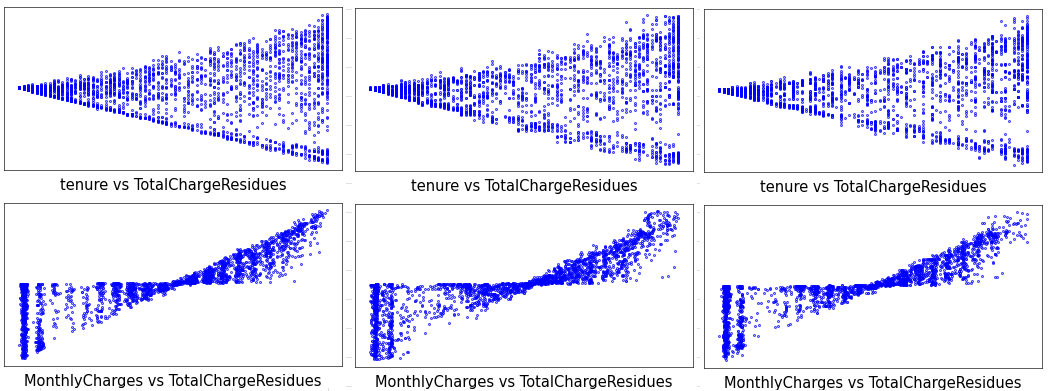 tenure vs TotalChargeResidues tenure vs TotalChargeResidues tenure vs TotalChargeResidues
MonthlyCharges vs TotalChargeResidues MonthlyCharges vs TotalChargeResidues MonthlyCharges vs TotalChargeResidues